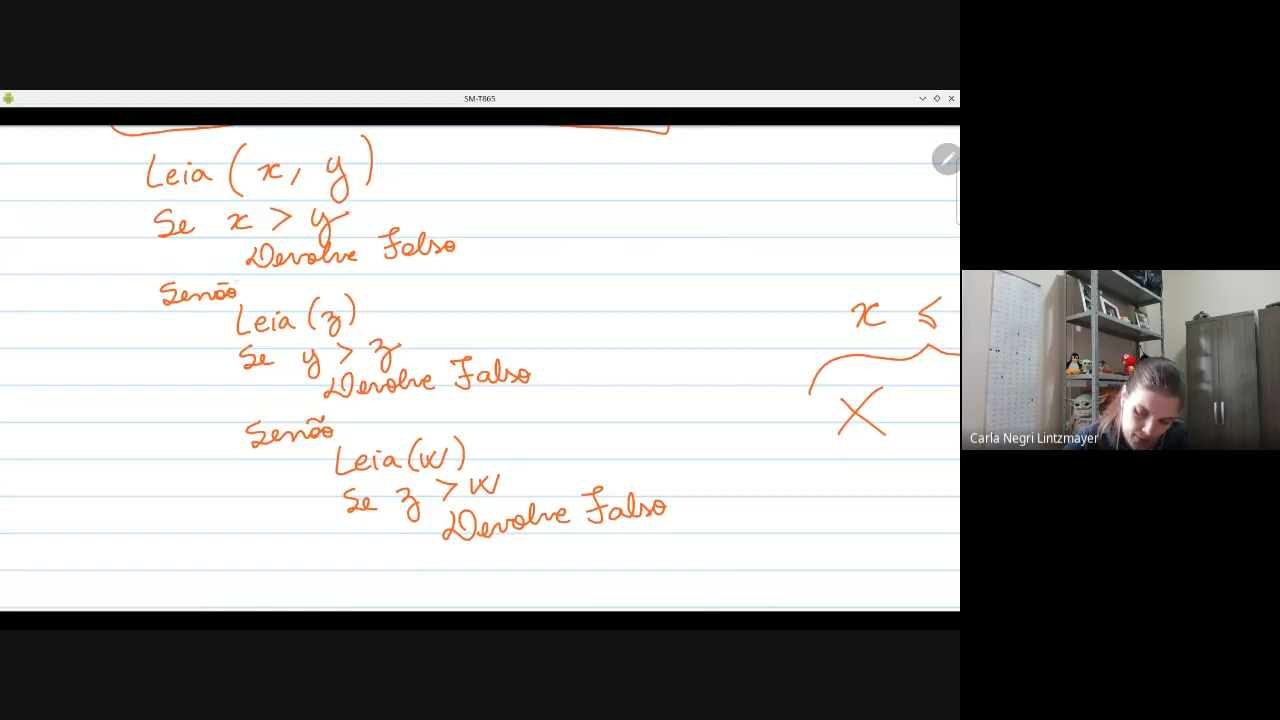 SM-T865
Leia (x, y)
Se x > y
Devolve Falso
Senão
Leia (z)
Se y > z
Devolve Falso
Senão
Leia (w)
Se z > w
Devolve Falso
x ⩽
X
Carla Negri Lintzmayer